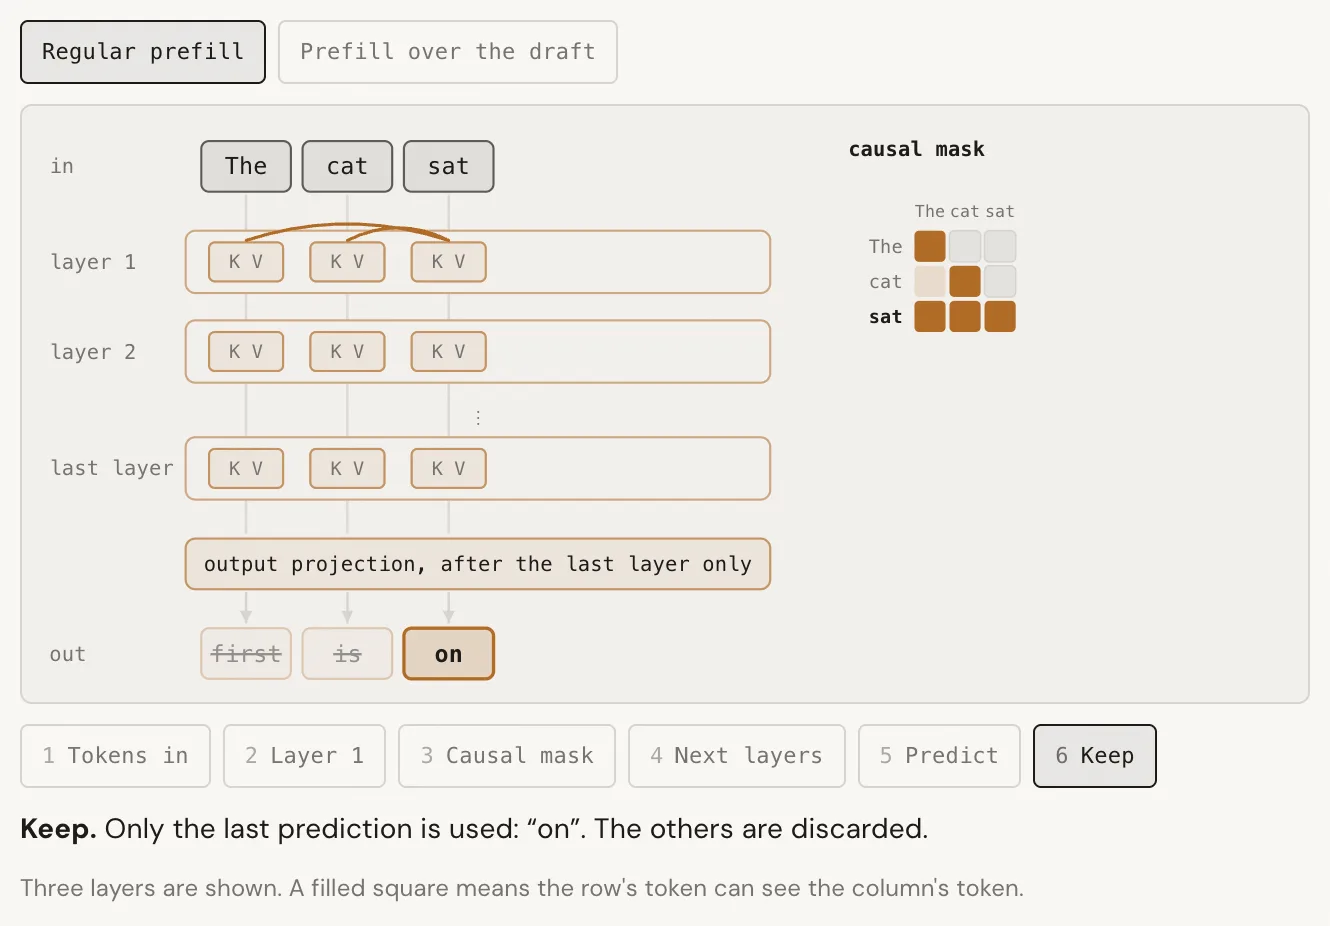 Regular prefill
Prefill over the draft
in
The cat sat
causal mask
The cat sat
The
cat
sat
layer 1
K V K V K V
layer 2
K V K V K V
⋮
last layer
K V K V K V
output projection, after the last layer only
out
first is on
1 Tokens in
2 Layer 1
3 Causal mask
4 Next layers
5 Predict
6 Keep
Keep. Only the last prediction is used: “on”. The others are discarded.
Three layers are shown. A filled square means the row's token can see the column's token.